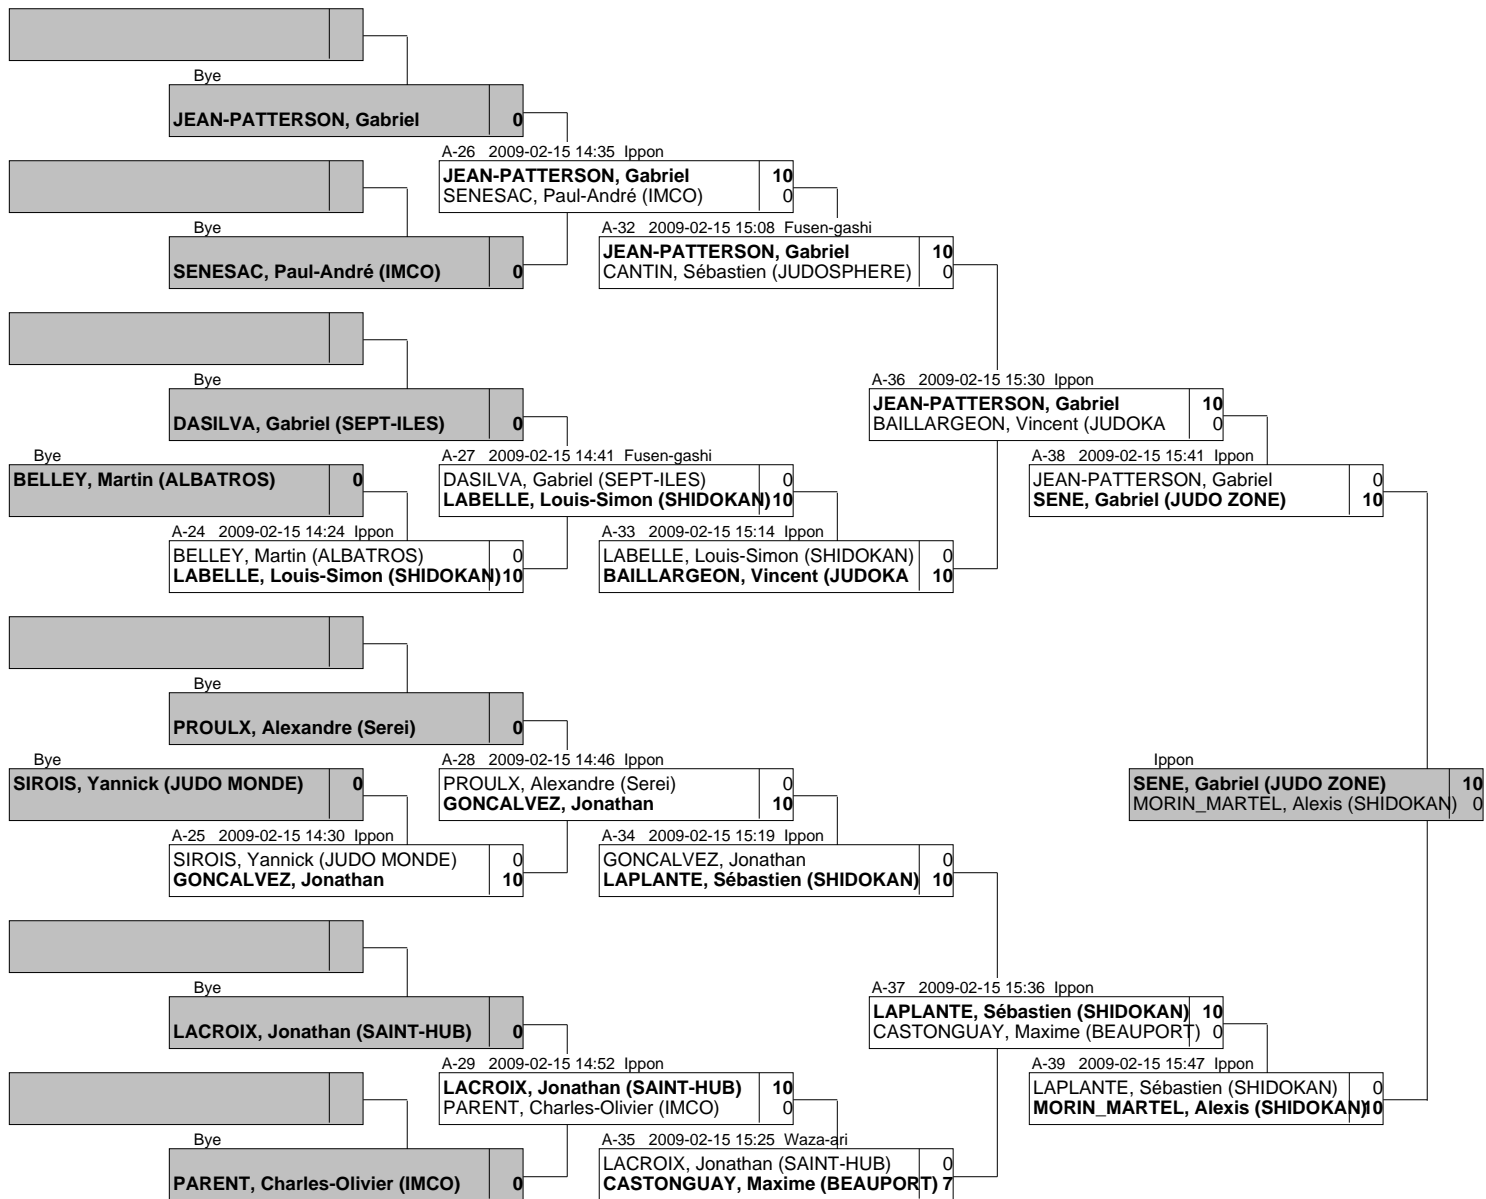 Bye
JEAN-PATTERSON, Gabriel 0
A-26 2009-02-15 14:35 Ippon
JEAN-PATTERSON, Gabriel 10
SENESAC, Paul-André (IMCO) 0
Bye
SENESAC, Paul-André (IMCO) 0
A-32 2009-02-15 15:08 Fusen-gashi
JEAN-PATTERSON, Gabriel 10
CANTIN, Sébastien (JUDOSPHERE) 0
Bye
DASILVA, Gabriel (SEPT-ILES) 0
A-36 2009-02-15 15:30 Ippon
JEAN-PATTERSON, Gabriel 10
BAILLARGEON, Vincent (JUDOKA 0
Bye
BELLEY, Martin (ALBATROS) 0
A-27 2009-02-15 14:41 Fusen-gashi
DASILVA, Gabriel (SEPT-ILES) 0
LABELLE, Louis-Simon (SHIDOKAN) 10
A-38 2009-02-15 15:41 Ippon
JEAN-PATTERSON, Gabriel 0
SENE, Gabriel (JUDO ZONE) 10
A-24 2009-02-15 14:24 Ippon
BELLEY, Martin (ALBATROS) 0
LABELLE, Louis-Simon (SHIDOKAN) 10
A-33 2009-02-15 15:14 Ippon
LABELLE, Louis-Simon (SHIDOKAN) 0
BAILLARGEON, Vincent (JUDOKA 10
Bye
PROULX, Alexandre (Serei) 0
Bye
SIROIS, Yannick (JUDO MONDE) 0
A-28 2009-02-15 14:46 Ippon
PROULX, Alexandre (Serei) 0
GONCALVEZ, Jonathan 10
Ippon
SENE, Gabriel (JUDO ZONE) 10
MORIN_MARTEL, Alexis (SHIDOKAN) 0
A-25 2009-02-15 14:30 Ippon
SIROIS, Yannick (JUDO MONDE) 0
GONCALVEZ, Jonathan 10
A-34 2009-02-15 15:19 Ippon
GONCALVEZ, Jonathan 0
LAPLANTE, Sébastien (SHIDOKAN) 10
Bye
LACROIX, Jonathan (SAINT-HUB) 0
A-37 2009-02-15 15:36 Ippon
LAPLANTE, Sébastien (SHIDOKAN) 10
CASTONGUAY, Maxime (BEAUPORT) 0
A-29 2009-02-15 14:52 Ippon
LACROIX, Jonathan (SAINT-HUB) 10
PARENT, Charles-Olivier (IMCO) 0
A-39 2009-02-15 15:47 Ippon
LAPLANTE, Sébastien (SHIDOKAN) 0
MORIN_MARTEL, Alexis (SHIDOKAN) 10
Bye
PARENT, Charles-Olivier (IMCO) 0
A-35 2009-02-15 15:25 Waza-ari
LACROIX, Jonathan (SAINT-HUB) 0
CASTONGUAY, Maxime (BEAUPORT) 7